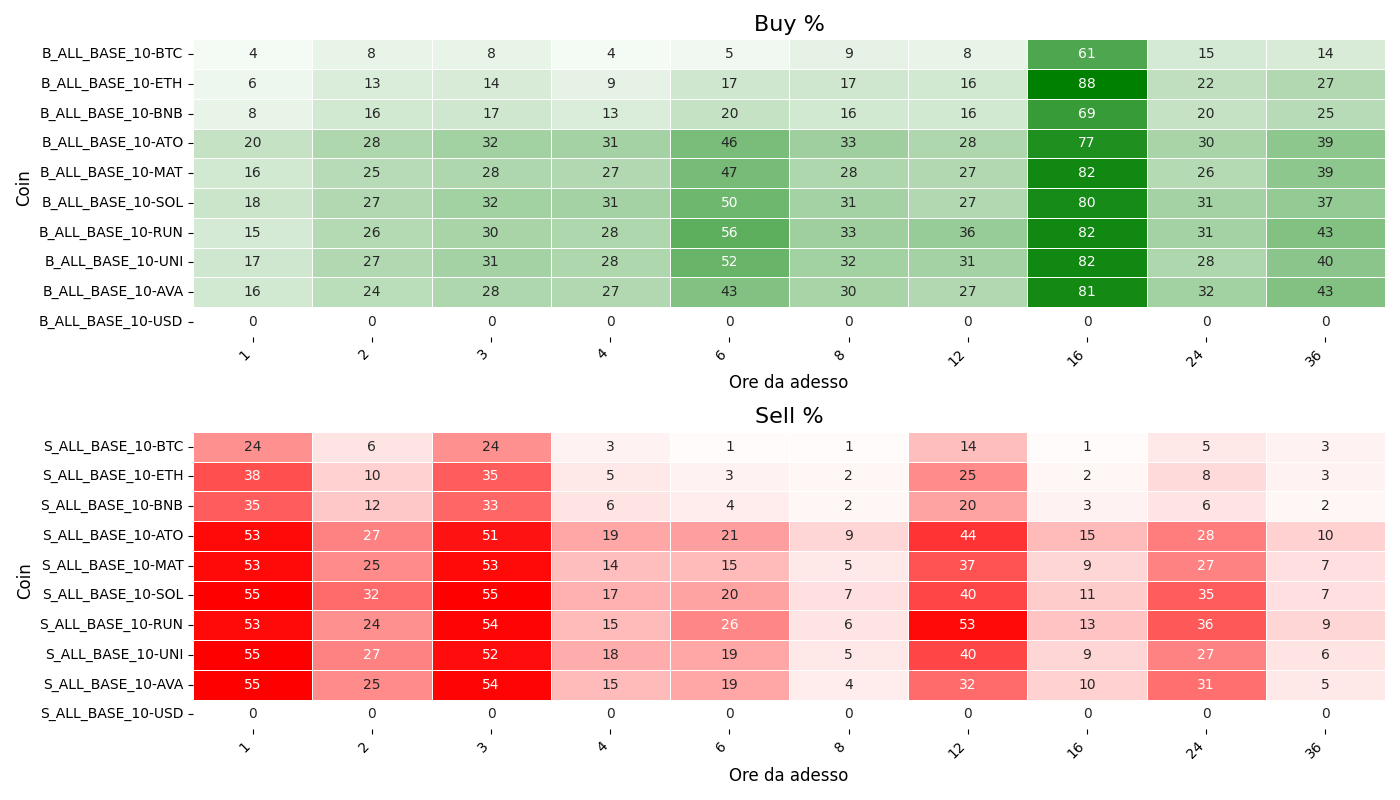 Buy %
Coin
B_ALL_BASE_10-BTC 4 8 8 4 5 9 8 61 15 14
B_ALL_BASE_10-ETH 6 13 14 9 17 17 16 88 22 27
B_ALL_BASE_10-BNB 8 16 17 13 20 16 16 69 20 25
B_ALL_BASE_10-ATO 20 28 32 31 46 33 28 77 30 39
B_ALL_BASE_10-MAT 16 25 28 27 47 28 27 82 26 39
B_ALL_BASE_10-SOL 18 27 32 31 50 31 27 80 31 37
B_ALL_BASE_10-RUN 15 26 30 28 56 33 36 82 31 43
B_ALL_BASE_10-UNI 17 27 31 28 52 32 31 82 28 40
B_ALL_BASE_10-AVA 16 24 28 27 43 30 27 81 32 43
B_ALL_BASE_10-USD 0 0 0 0 0 0 0 0 0 0
1 2 3 4 6 8 12 16 24 36
Ore da adesso
Sell %
Coin
S_ALL_BASE_10-BTC 24 6 24 3 1 1 14 1 5 3
S_ALL_BASE_10-ETH 38 10 35 5 3 2 25 2 8 3
S_ALL_BASE_10-BNB 35 12 33 6 4 2 20 3 6 2
S_ALL_BASE_10-ATO 53 27 51 19 21 9 44 15 28 10
S_ALL_BASE_10-MAT 53 25 53 14 15 5 37 9 27 7
S_ALL_BASE_10-SOL 55 32 55 17 20 7 40 11 35 7
S_ALL_BASE_10-RUN 53 24 54 15 26 6 53 13 36 9
S_ALL_BASE_10-UNI 55 27 52 18 19 5 40 9 27 6
S_ALL_BASE_10-AVA 55 25 54 15 19 4 32 10 31 5
S_ALL_BASE_10-USD 0 0 0 0 0 0 0 0 0 0
1 2 3 4 6 8 12 16 24 36
Ore da adesso